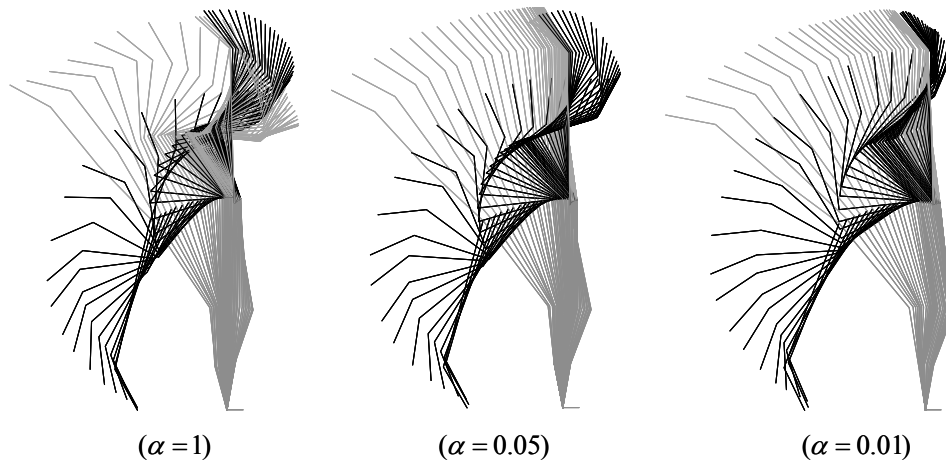 (α = 1) (α = 0.05) (α = 0.01)